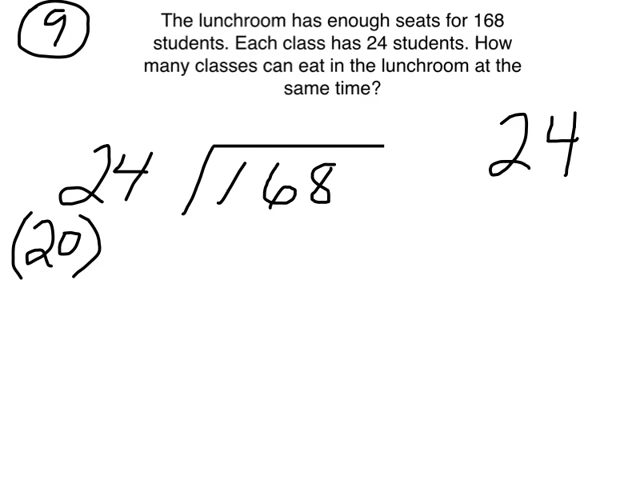 9
The lunchroom has enough seats for 168
students. Each class has 24 students. How
many classes can eat in the lunchroom at the
same time?
24 168
24
(20)